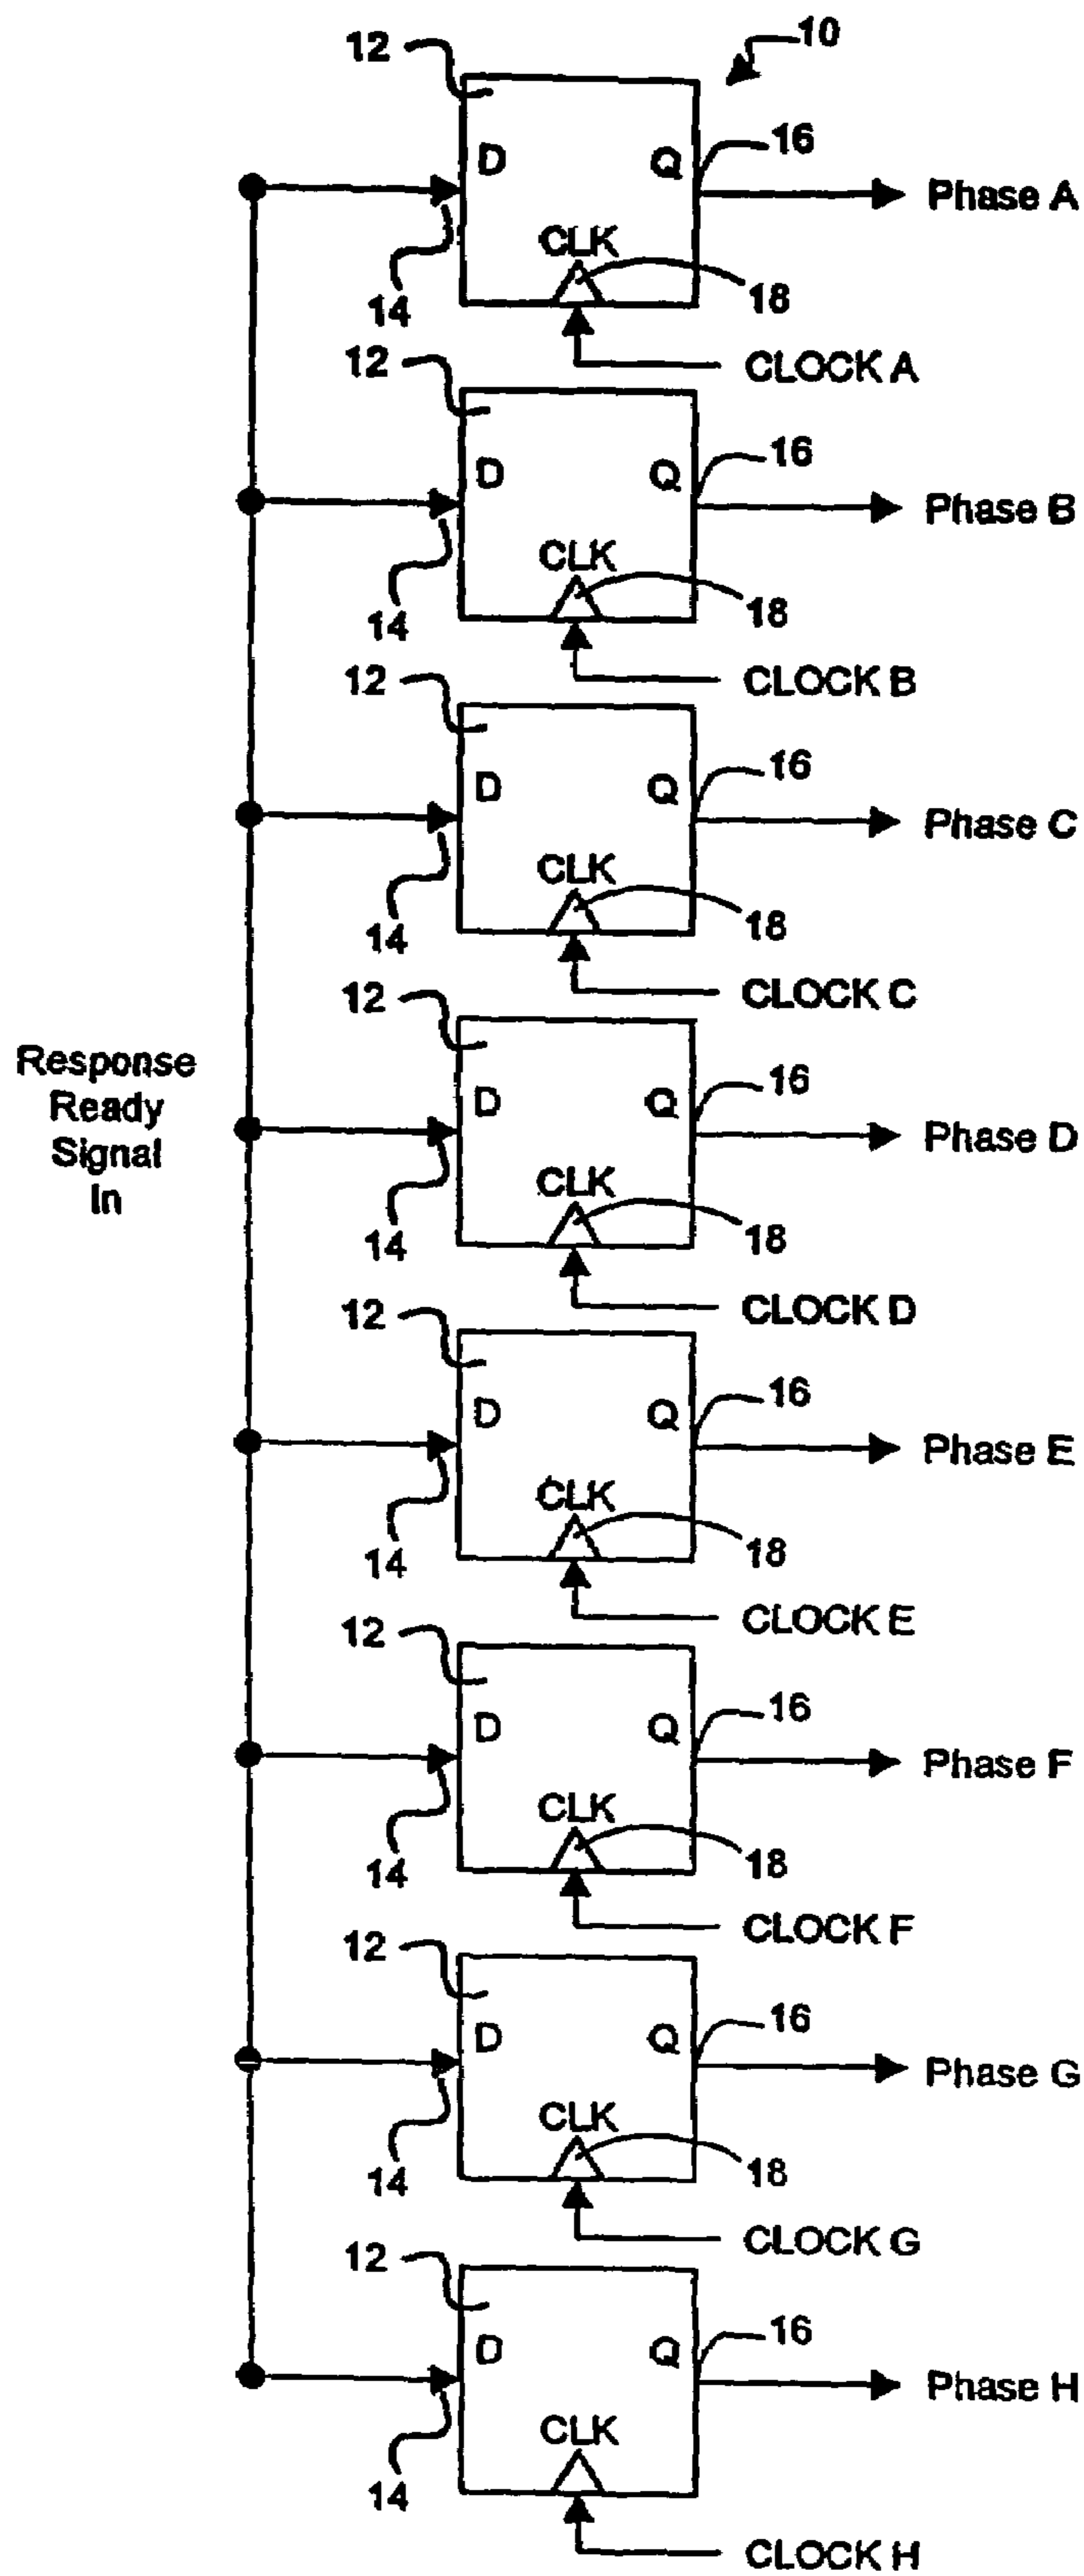 10
12
D
Q
16
Phase A
CLK
14
18
CLOCK A
12
D
Q
16
Phase B
CLK
14
18
CLOCK B
12
D
Q
16
Phase C
CLK
14
18
CLOCK C
12
Response
Ready
Signal
In
D
Q
16
Phase D
CLK
14
18
CLOCK D
12
D
Q
16
Phase E
CLK
14
18
CLOCK E
12
D
Q
16
Phase F
CLK
14
18
CLOCK F
12
D
Q
16
Phase G
CLK
14
18
CLOCK G
12
D
Q
16
Phase H
CLK
14
CLOCK H